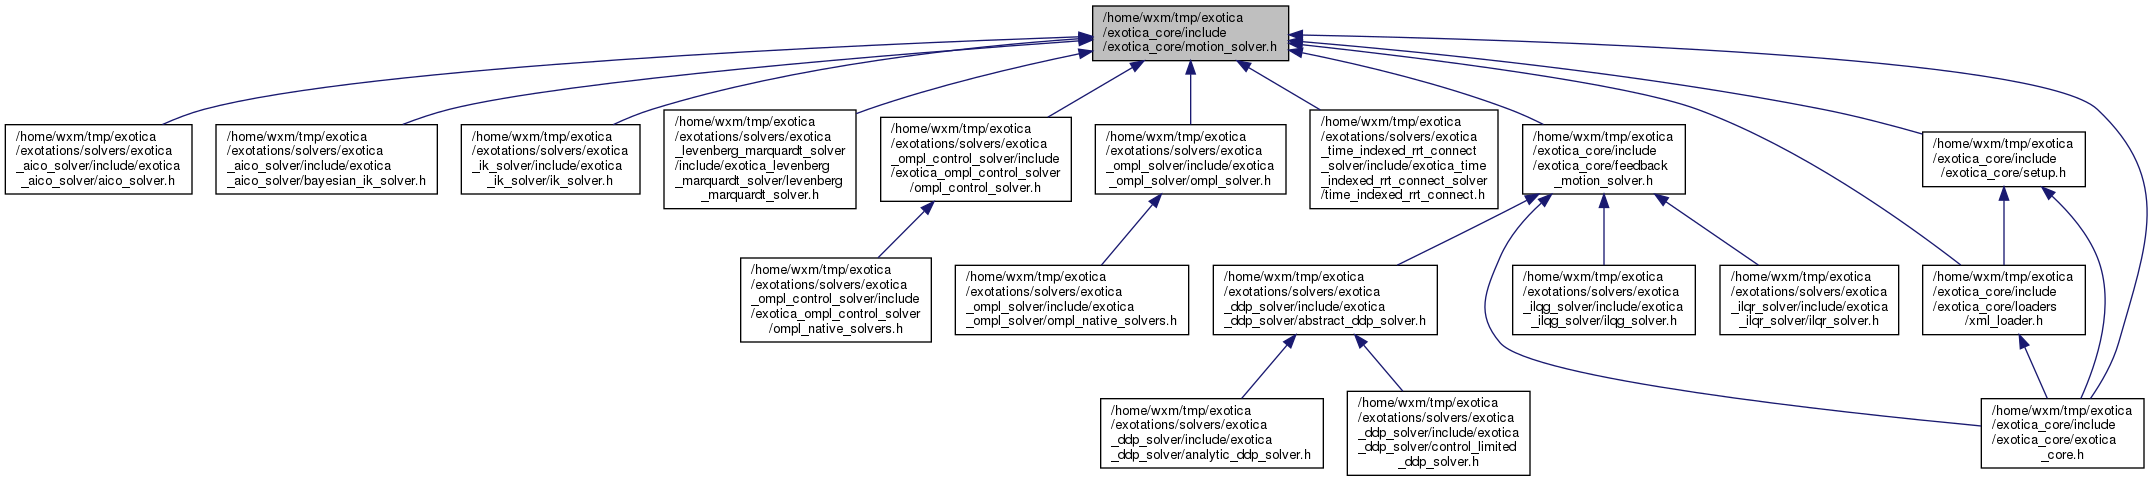 /home/wxm/tmp/exotica
/exotica_core/include
/exotica_core/motion_solver.h
/home/wxm/tmp/exotica
/exotations/solvers/exotica
_aico_solver/include/exotica
_aico_solver/aico_solver.h
/home/wxm/tmp/exotica
/exotations/solvers/exotica
_aico_solver/include/exotica
_aico_solver/bayesian_ik_solver.h
/home/wxm/tmp/exotica
/exotations/solvers/exotica
_ik_solver/include/exotica
_ik_solver/ik_solver.h
/home/wxm/tmp/exotica
/exotations/solvers/exotica
_levenberg_marquardt_solver
/include/exotica_levenberg
_marquardt_solver/levenberg
_marquardt_solver.h
/home/wxm/tmp/exotica
/exotations/solvers/exotica
_ompl_control_solver/include
/exotica_ompl_control_solver
/ompl_control_solver.h
/home/wxm/tmp/exotica
/exotations/solvers/exotica
_ompl_solver/include/exotica
_ompl_solver/ompl_solver.h
/home/wxm/tmp/exotica
/exotations/solvers/exotica
_time_indexed_rrt_connect
_solver/include/exotica_time
_indexed_rrt_connect_solver
/time_indexed_rrt_connect.h
/home/wxm/tmp/exotica
/exotica_core/include
/exotica_core/feedback
_motion_solver.h
/home/wxm/tmp/exotica
/exotica_core/include
/exotica_core/setup.h
/home/wxm/tmp/exotica
/exotations/solvers/exotica
_ompl_control_solver/include
/exotica_ompl_control_solver
/ompl_native_solvers.h
/home/wxm/tmp/exotica
/exotations/solvers/exotica
_ompl_solver/include/exotica
_ompl_solver/ompl_native_solvers.h
/home/wxm/tmp/exotica
/exotations/solvers/exotica
_ddp_solver/include/exotica
_ddp_solver/abstract_ddp_solver.h
/home/wxm/tmp/exotica
/exotations/solvers/exotica
_ilqg_solver/include/exotica
_ilqg_solver/ilqg_solver.h
/home/wxm/tmp/exotica
/exotations/solvers/exotica
_ilqr_solver/include/exotica
_ilqr_solver/ilqr_solver.h
/home/wxm/tmp/exotica
/exotica_core/include
/exotica_core/loaders
/xml_loader.h
/home/wxm/tmp/exotica
/exotations/solvers/exotica
_ddp_solver/include/exotica
_ddp_solver/analytic_ddp_solver.h
/home/wxm/tmp/exotica
/exotations/solvers/exotica
_ddp_solver/include/exotica
_ddp_solver/control_limited
_ddp_solver.h
/home/wxm/tmp/exotica
/exotica_core/include
/exotica_core/exotica
_core.h